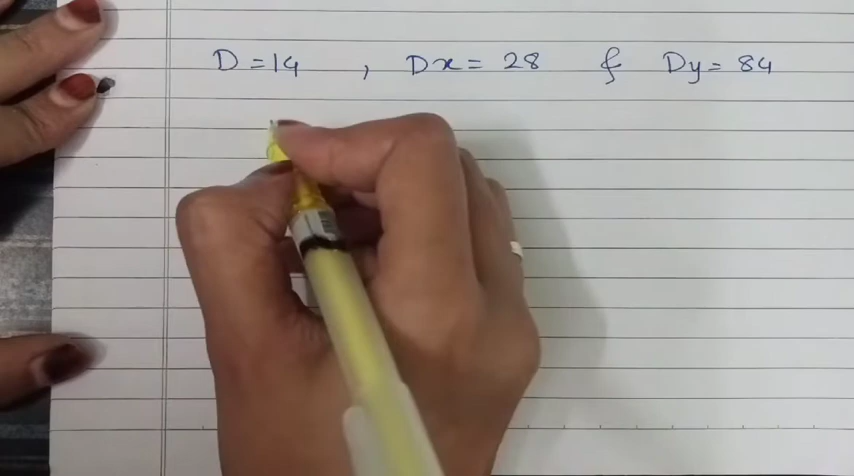 D = 14 , Dx = 28 & Dy = 84